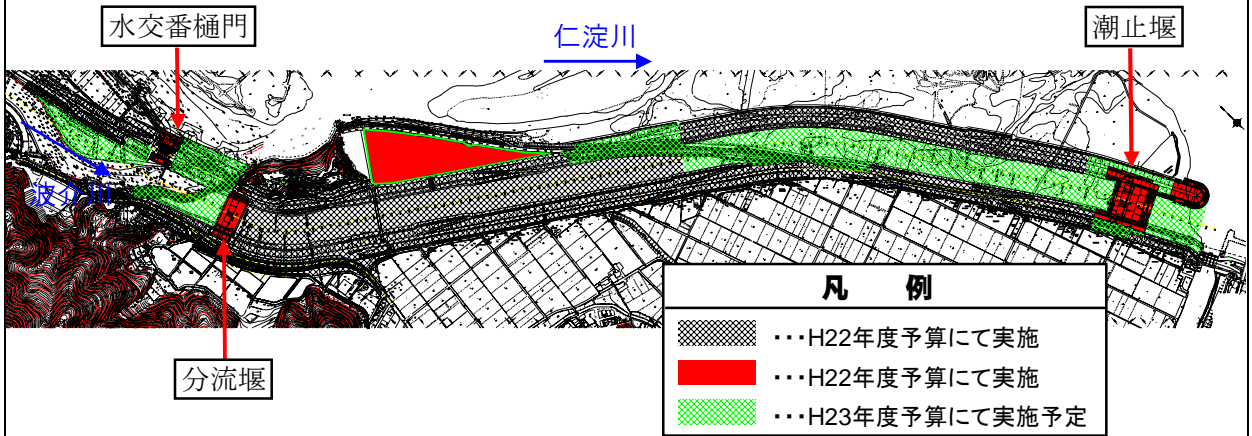 水交番樋門
仁淀川
潮止堰
波介川
分流堰
凡 例
・・・H22年度予算にて実施
・・・H22年度予算にて実施
・・・H23年度予算にて実施予定